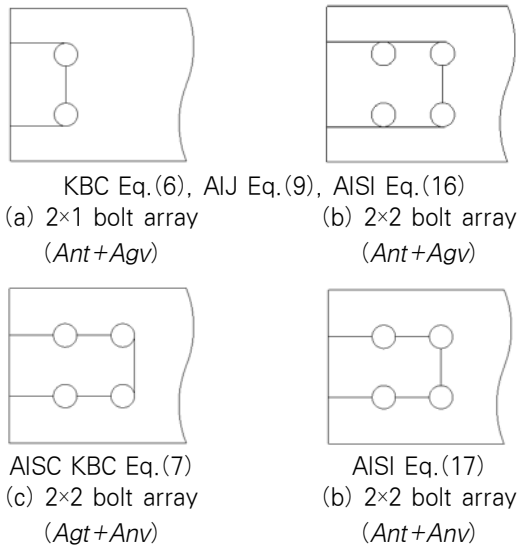 KBC Eq.(6), AIJ Eq.(9), AISI Eq.(16)
(a) 2×1 bolt array
(b) 2×2 bolt array
(Ant+Agv)
(Ant+Agv)
AISC KBC Eq.(7)
AISI Eq.(17)
(c) 2×2 bolt array
(b) 2×2 bolt array
(Agt+Anv)
(Ant+Anv)